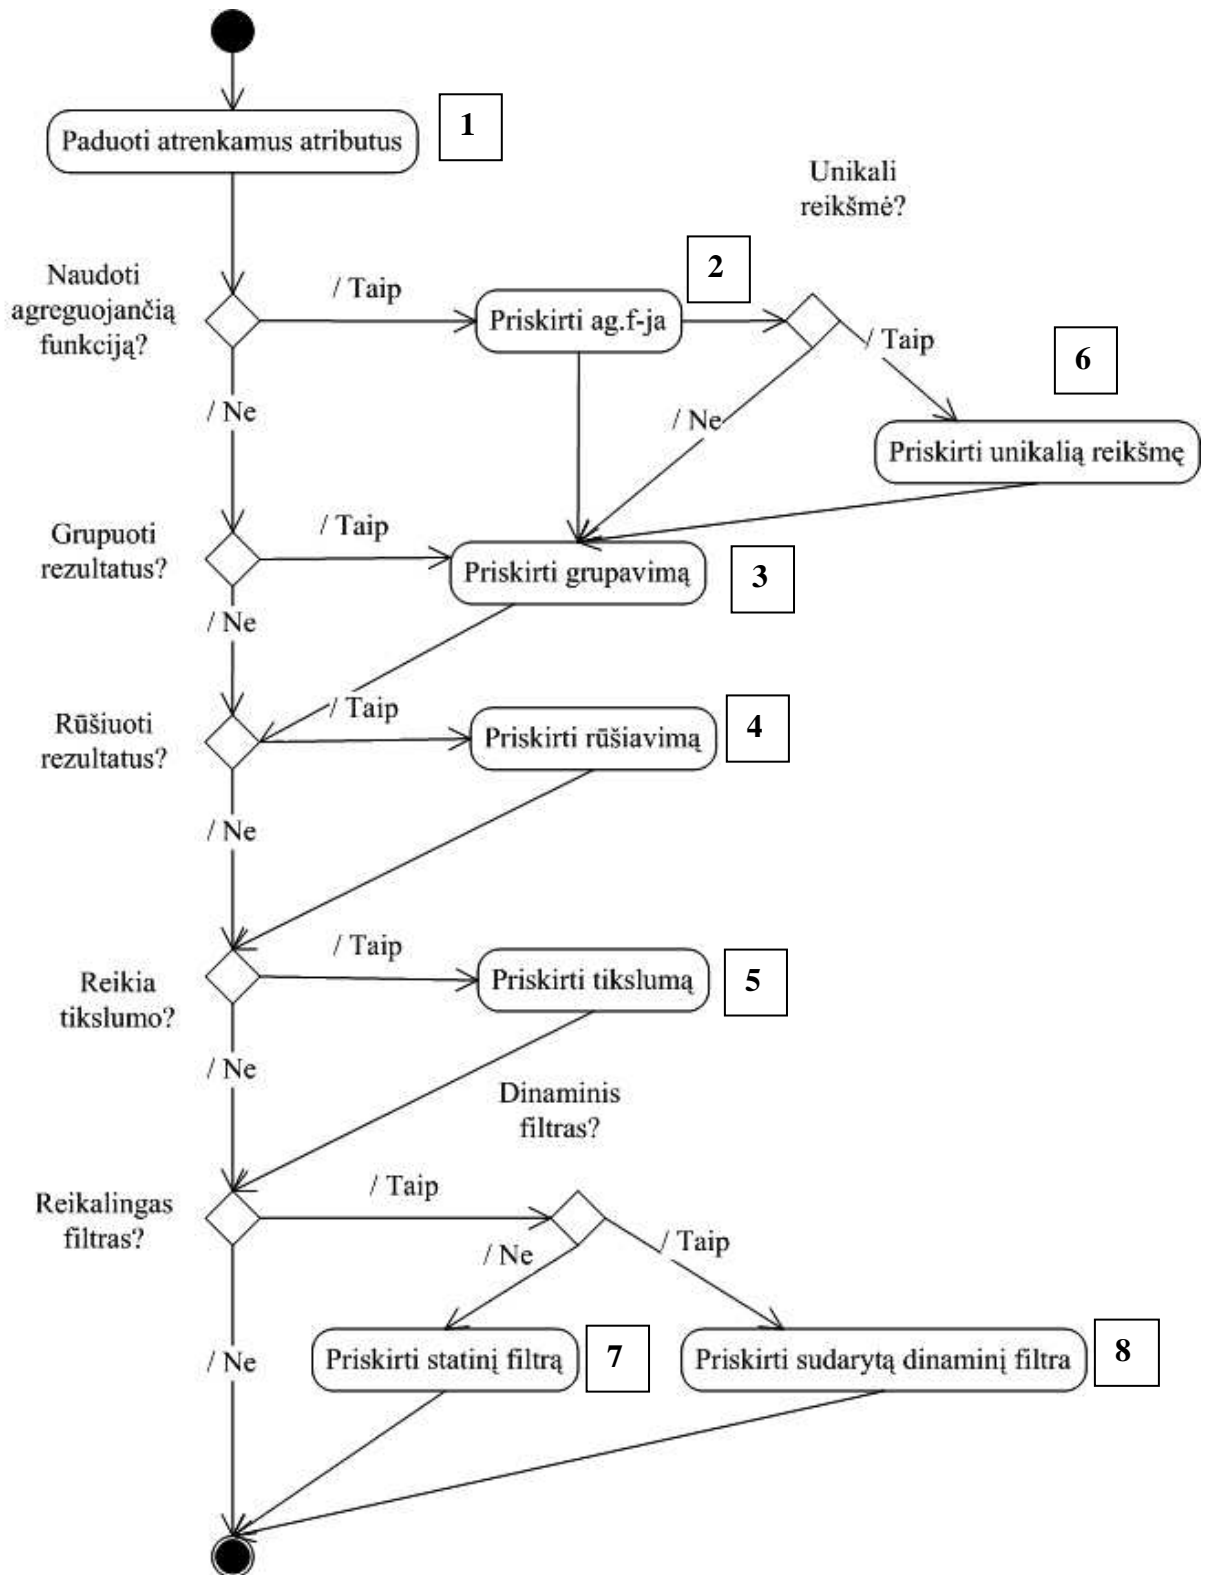 1
Paduoti atrenkamus atributus
Unikali
reikšmė?
2
Naudoti
agreguojančią
funkciją?
/ Taip
Priskirti ag.f-ja
/ Taip
6
/ Ne
/ Ne
Priskirti unikalią reikšmę
Grupuoti
rezultatus?
/ Taip
Priskirti grupavimą
3
/ Ne
Rūšiuoti
rezultatus?
/ Taip
Priskirti rūšiavimą
4
/ Ne
Reikia
tikslumo?
/ Taip
Priskirti tikslumą
5
/ Ne
Dinaminis
filtras?
Reikalingas
filtras?
/ Taip
/ Ne
/ Taip
/ Ne
Priskirti statinį filtrą
7
Priskirti sudarytą dinaminį filtra
8